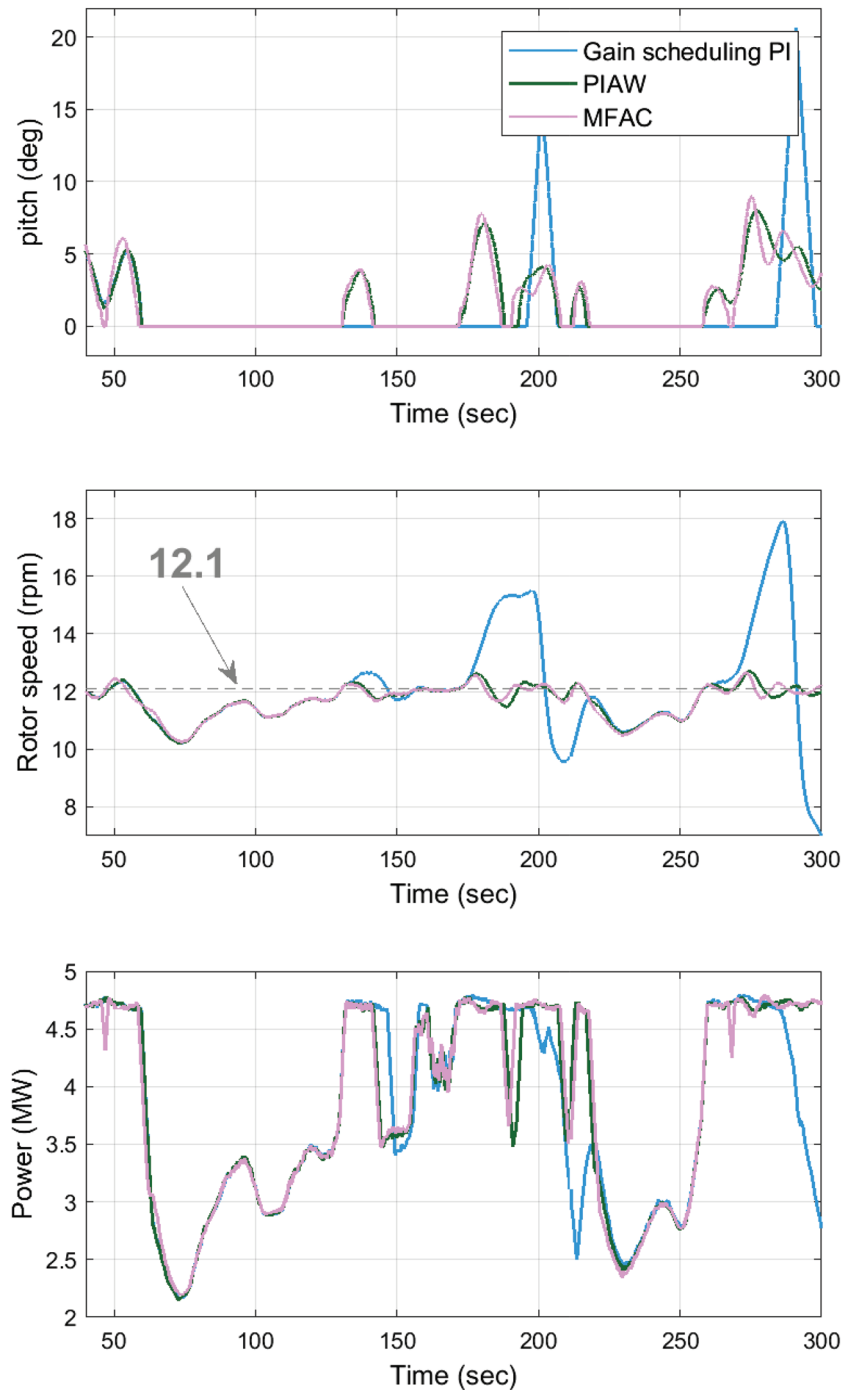 20
15
10
5
0
pitch (deg)
Gain scheduling PI
PIAW
MFAC
50 100 150 200 250 300
Time (sec)
18
16
14
12
10
8
Rotor speed (rpm)
12.1
50 100 150 200 250 300
Time (sec)
5
4.5
4
3.5
3
2.5
2
Power (MW)
50 100 150 200 250 300
Time (sec)